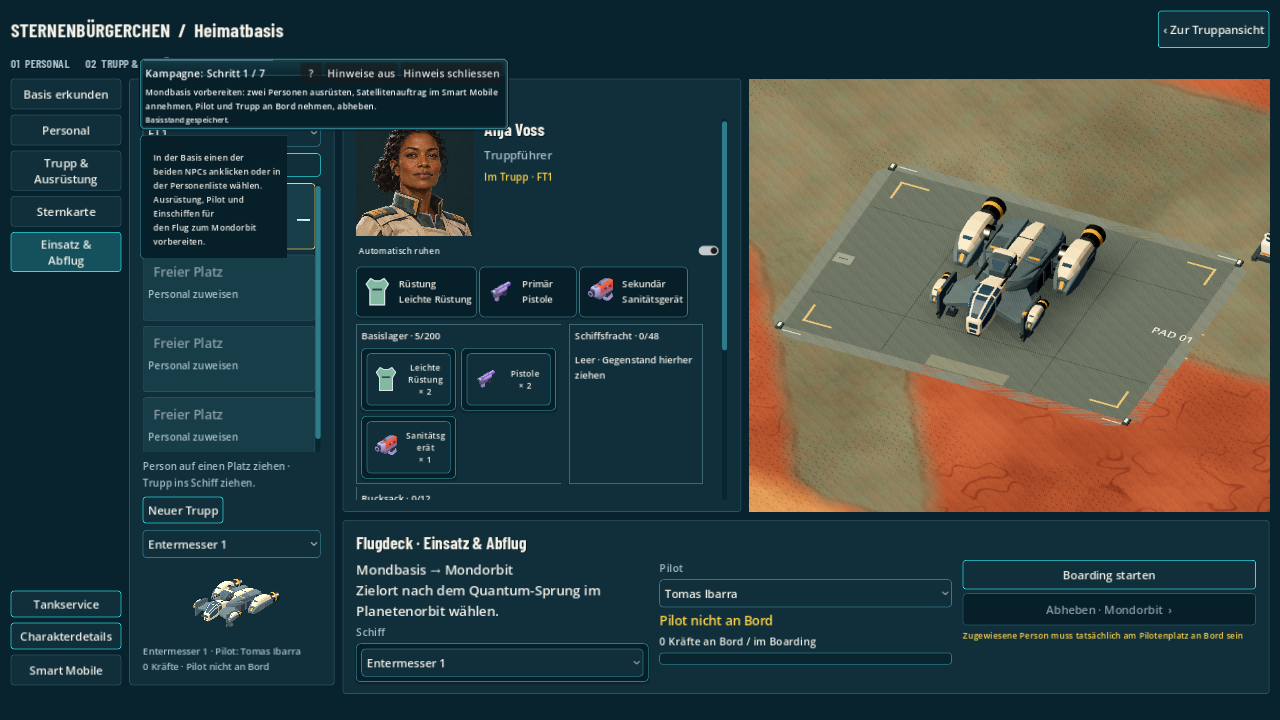 STERNENBÜRGERCHEN / Heimatbasis
‹ Zur Truppansicht
01 PERSONAL 02 TRUPP &
Kampagne: Schritt 1 / 7 ? Hinweise aus Hinweis schliessen
Mondbasis vorbereiten: zwei Personen ausrüsten, Satellitenauftrag im Smart Mobile
annehmen, Pilot und Trupp an Bord nehmen, abheben.
Basisstand gespeichert.
Basis erkunden
Personal
Trupp &
Ausrüstung
Sternkarte
Einsatz &
Abflug
Tankservice
Charakterdetails
Smart Mobile
FT1
In der Basis einen der
beiden NPCs anklicken oder in
der Personenliste wählen.
Ausrüstung, Pilot und
Einschiffen für
den Flug zum Mondorbit
vorbereiten.
Freier Platz
Personal zuweisen
Freier Platz
Personal zuweisen
Freier Platz
Personal zuweisen
Person auf einen Platz ziehen ·
Trupp ins Schiff ziehen.
Neuer Trupp
Entermesser 1
Entermesser 1 · Pilot: Tomas Ibarra
0 Kräfte · Pilot nicht an Bord
Anja Voss
Truppführer
Im Trupp · FT1
Automatisch ruhen
Rüstung
Leichte Rüstung
Primär
Pistole
Sekundär
Sanitätsgerät
Basislager · 5/200
Leichte
Rüstung
× 2
Pistole
× 2
Sanitätsg
erät
× 1
Schiffsfracht · 0/48
Leer · Gegenstand hierher
ziehen
Rucksack · 0/12
PAD 01
Flugdeck · Einsatz & Abflug
Mondbasis → Mondorbit
Zielort nach dem Quantum-Sprung im
Planetenorbit wählen.
Schiff
Entermesser 1
Pilot
Tomas Ibarra
Pilot nicht an Bord
0 Kräfte an Bord / im Boarding
Boarding starten
Abheben · Mondorbit ›
Zugewiesene Person muss tatsächlich am Pilotenplatz an Bord sein